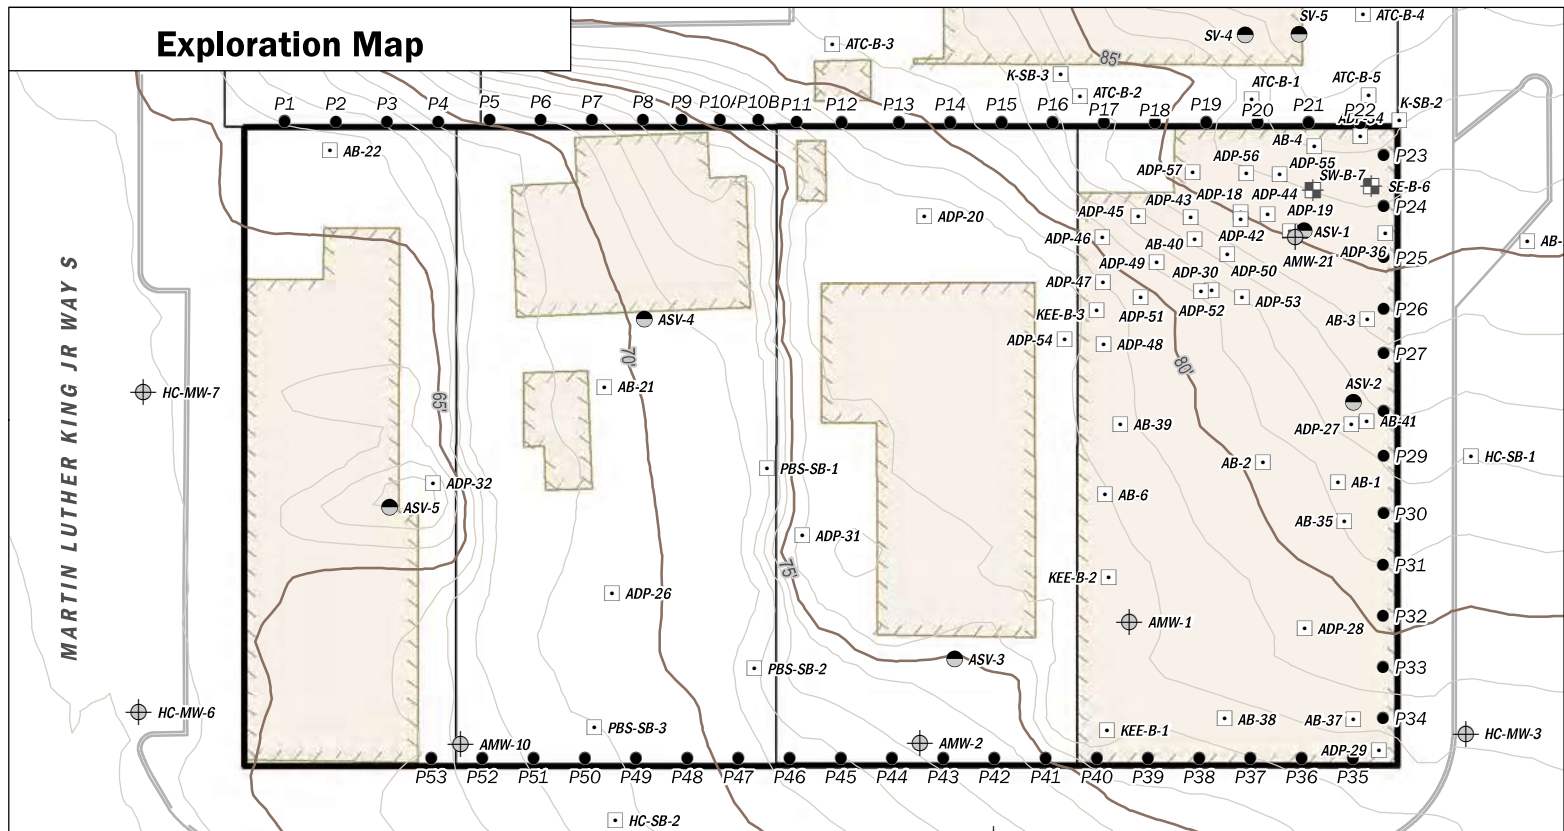 Exploration Map
SV-5
SV-4
ATC-B-4
ATC-B-3
85'
K-SB-3
ATC-B-2
ATC-B-1
ATC-B-5
K-SB-2
P1
P2
P3
P4
P5
P6
P7
P8
P9
P10A
P10B
P11
P12
P13
P14
P15
P16
P17
P18
P19
P20
P21
P22
AB-22
AB-4
P23
ADP-56
ADP-55
ADP-57
SW-B-7
SE-B-6
ADP-18
ADP-44
ADP-43
ADP-45
ADP-19
P24
ADP-20
ASV-1
ADP-42
ADP-46
AB-40
ADP-36
AB-
P25
AMW-21
ADP-49
ADP-30
ADP-50
ADP-47
ADP-53
ADP-51
ADP-52
P26
KEE-B-3
AB-3
ASV-4
ADP-54
ADP-48
P27
70'
80'
MARTIN LUTHER KING JR WAY S
HC-MW-7
65'
AB-21
ASV-2
AB-39
ADP-27
AB-41
PBS-SB-1
AB-2
P29
HC-SB-1
ADP-32
AB-6
AB-1
ASV-5
P30
AB-35
ADP-31
75'
P31
KEE-B-2
ADP-26
AMW-1
ADP-28
P32
ASV-3
PBS-SB-2
P33
HC-MW-6
PBS-SB-3
AMW-10
AMW-2
KEE-B-1
AB-38
AB-37
P34
HC-MW-3
ADP-29
P53
P52
P51
P50
P49
P48
P47
P46
P45
P44
P43
P42
P41
P40
P39
P38
P37
P36
P35
HC-SB-2